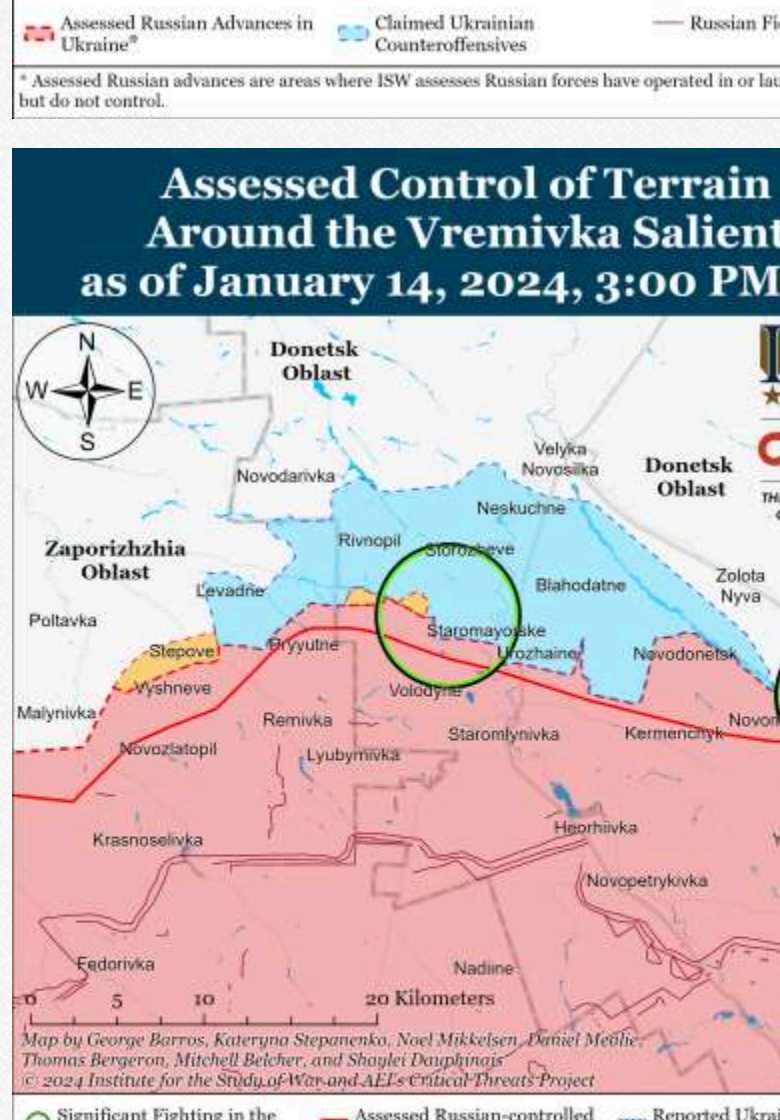 Assessed Russian Advances in
Ukraine*
Claimed Ukrainian
Counteroffensives
Russian Fi
* Assessed Russian advances are areas where ISW assesses Russian forces have operated in or lau
but do not control.
Assessed Control of Terrain
Around the Vremivka Salient
as of January 14, 2024, 3:00 PM
N
W E
S
Donetsk
Oblast
Velyka
Novosilka
Novodarivka
Donetsk
Oblast
Neskuchne
Zaporizhzhia
Oblast
Rivnopil
Storozheve
Levadne
Blahodatne
Zolota
Nyva
Poltavka
Staromayorske
Stepove
Pryyutne
Urozhaine
Novodonetsk
Vyshneve
Volodyne
Malynivka
Remivka
Novom
Staromlynivka
Kermenchyk
Novozlatopil
Lyubymivka
Krasnoselivka
Heorhiivka
Novopetrykivka
Fedorivka
Nadiine
0 5 10 20 Kilometers
Map by George Barros, Kateryna Stepanenko, Noel Mikkelsen, Daniel Mealie,
Thomas Bergeron, Mitchell Belcher, and Shaylei Dauphinais
© 2024 Institute for the Study of War and AEI's Critical Threats Project
Significant Fighting in the
Assessed Russian-controlled
Reported Ukra